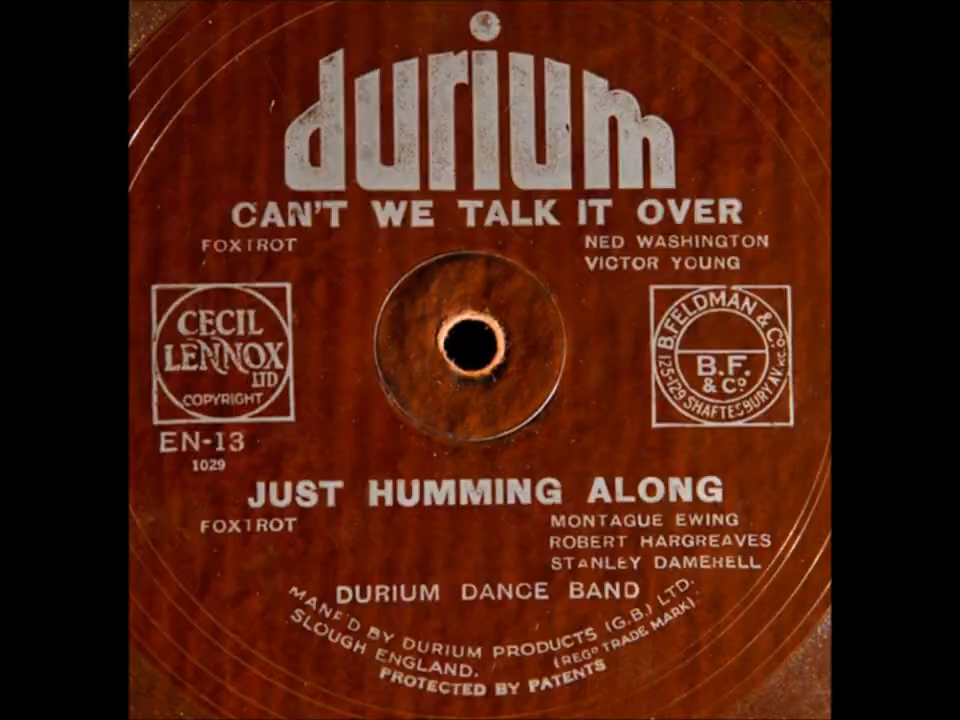 durium
CAN'T WE TALK IT OVER
FOXTROT
NED WASHINGTON
VICTOR YOUNG
CECIL
LENNOX
LTD
COPYRIGHT
B. FELDMAN & Co.
125-129 SHAFTESBURY AV. W.C.2.
B.F.
& Co
EN-13
1029
JUST HUMMING ALONG
FOXTROT
MONTAGUE EWING
ROBERT HARGREAVES
STANLEY DAMERELL
DURIUM DANCE BAND
MANF'D BY DURIUM PRODUCTS (G.B.) LTD.
SLOUGH ENGLAND.
(REGD TRADE MARK)
PROTECTED BY PATENTS